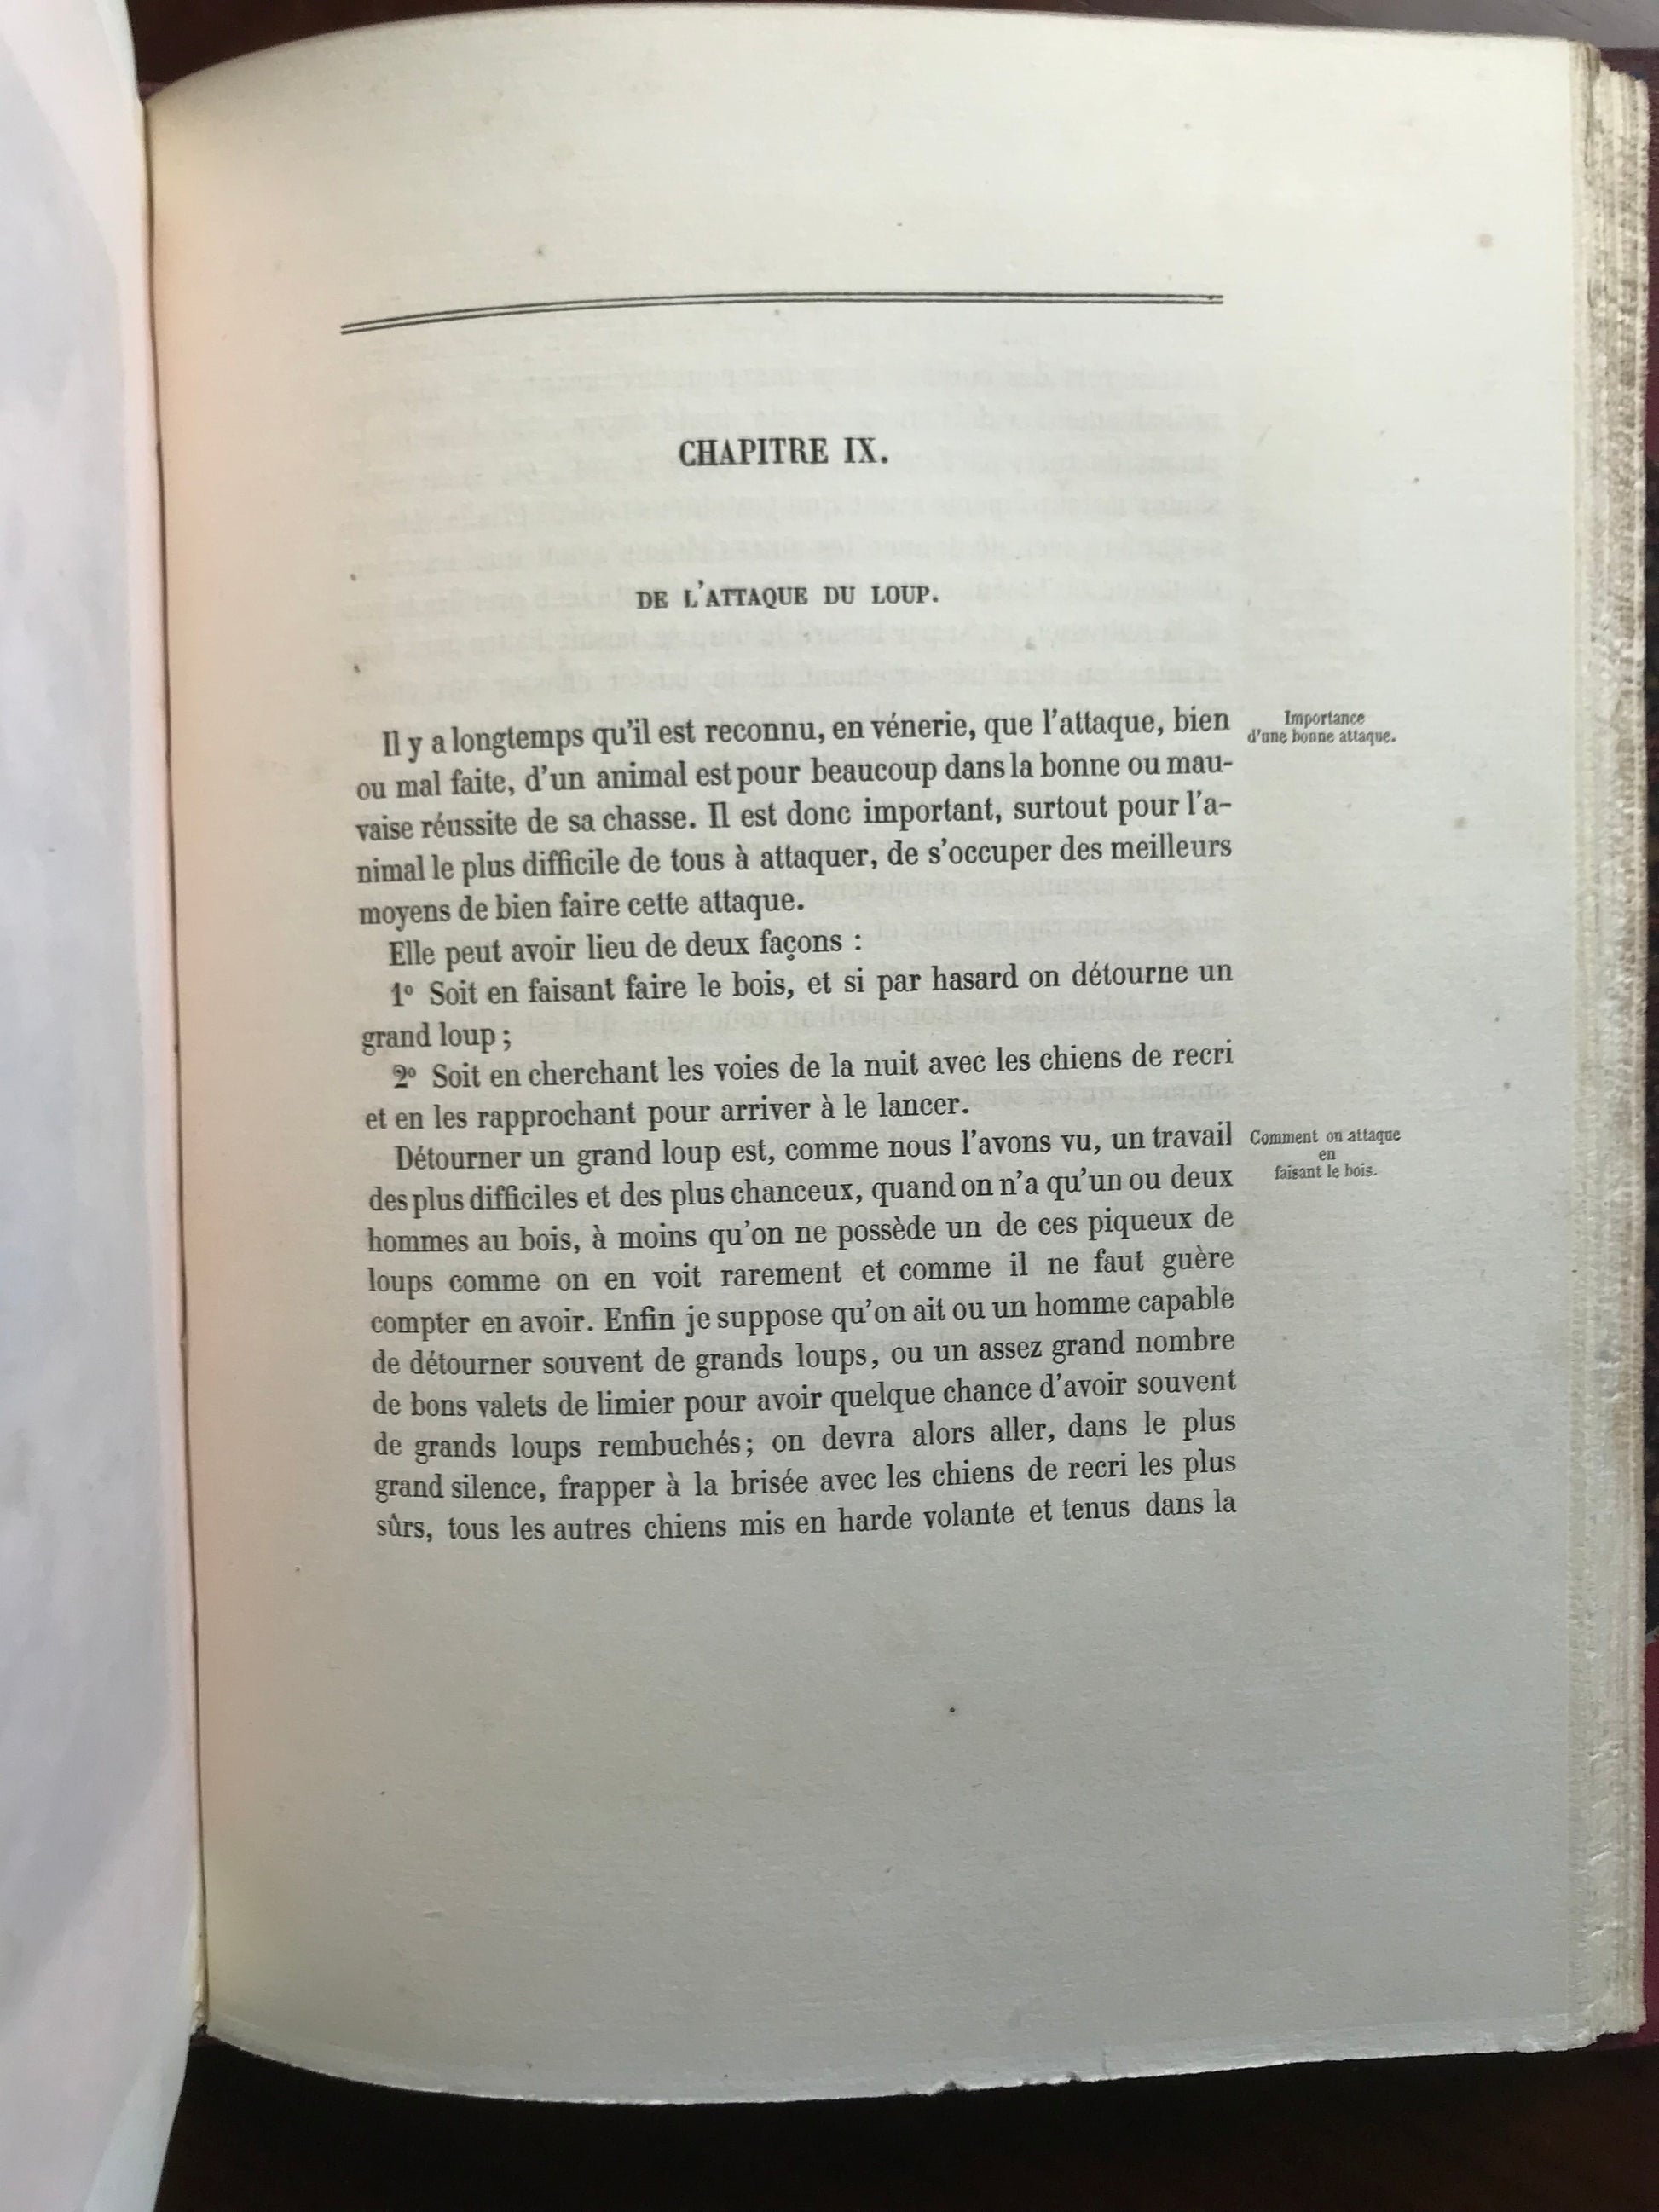 CHAPITRE IX.
DE L'ATTAQUE DU LOUP.
Il y a longtemps qu'il est reconnu, en vénerie, que l'attaque, bien
ou mal faite, d'un animal est pour beaucoup dans la bonne ou mau-
vaise réussite de sa chasse. Il est donc important, surtout pour l'a-
nimal le plus difficile de tous à attaquer, de s'occuper des meilleurs
moyens de bien faire cette attaque.
Importance
d'une bonne attaque.
Elle peut avoir lieu de deux façons :
1º Soit en faisant faire le bois, et si par hasard on détourne un
grand loup ;
2º Soit en cherchant les voies de la nuit avec les chiens de recri
et en les rapprochant pour arriver à le lancer.
Détourner un grand loup est, comme nous l'avons vu, un travail
des plus difficiles et des plus chanceux, quand on n'a qu'un ou deux
hommes au bois, à moins qu'on ne possède un de ces piqueux de
loups comme on en voit rarement et comme il ne faut guère
compter en avoir. Enfin je suppose qu'on ait ou un homme capable
de détourner souvent de grands loups, ou un assez grand nombre
de bons valets de limier pour avoir quelque chance d'avoir souvent
de grands loups rembuchés ; on devra alors aller, dans le plus
grand silence, frapper à la brisée avec les chiens de recri les plus
sûrs, tous les autres chiens mis en harde volante et tenus dans la
Comment on attaque
en
faisant le bois.